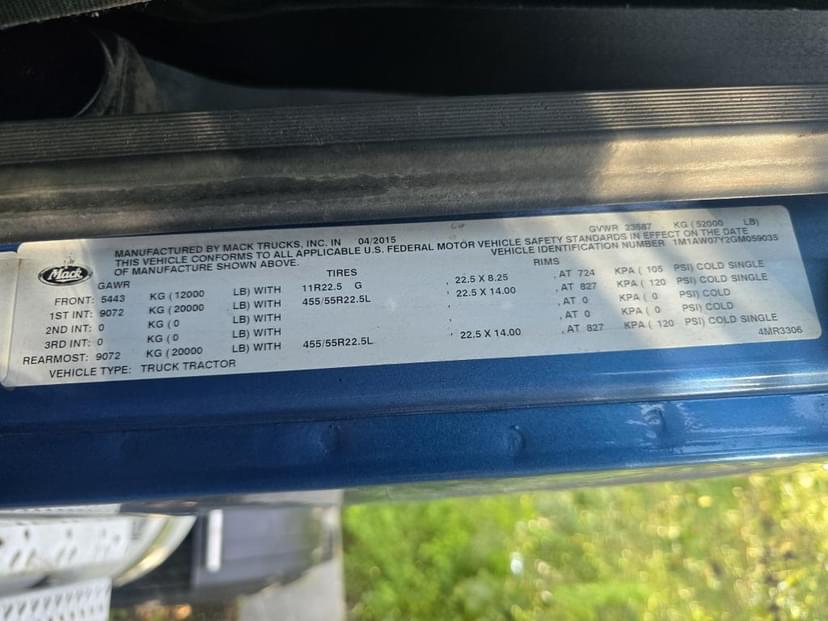 Mack
MANUFACTURED BY MACK TRUCKS, INC. IN 04/2015 GVWR 23587 KG ( 52000 LB)
THIS VEHICLE CONFORMS TO ALL APPLICABLE U.S. FEDERAL MOTOR VEHICLE SAFETY STANDARDS IN EFFECT ON THE DATE
OF MANUFACTURE SHOWN ABOVE. VEHICLE IDENTIFICATION NUMBER 1M1AW07Y2GM059035
GAWR TIRES RIMS
FRONT: 5443 KG ( 12000 LB) WITH 11R22.5 G , 22.5 X 8.25 , AT 724 KPA ( 105 PSI) COLD SINGLE
1ST INT: 9072 KG ( 20000 LB) WITH 455/55R22.5L , 22.5 X 14.00 , AT 827 KPA ( 120 PSI) COLD SINGLE
2ND INT: 0 KG ( 0 LB) WITH , , AT 0 KPA ( 0 PSI) COLD
3RD INT: 0 KG ( 0 LB) WITH , , AT 0 KPA ( 0 PSI) COLD
REARMOST: 9072 KG ( 20000 LB) WITH 455/55R22.5L , 22.5 X 14.00 , AT 827 KPA ( 120 PSI) COLD SINGLE
VEHICLE TYPE: TRUCK TRACTOR 4MR3306